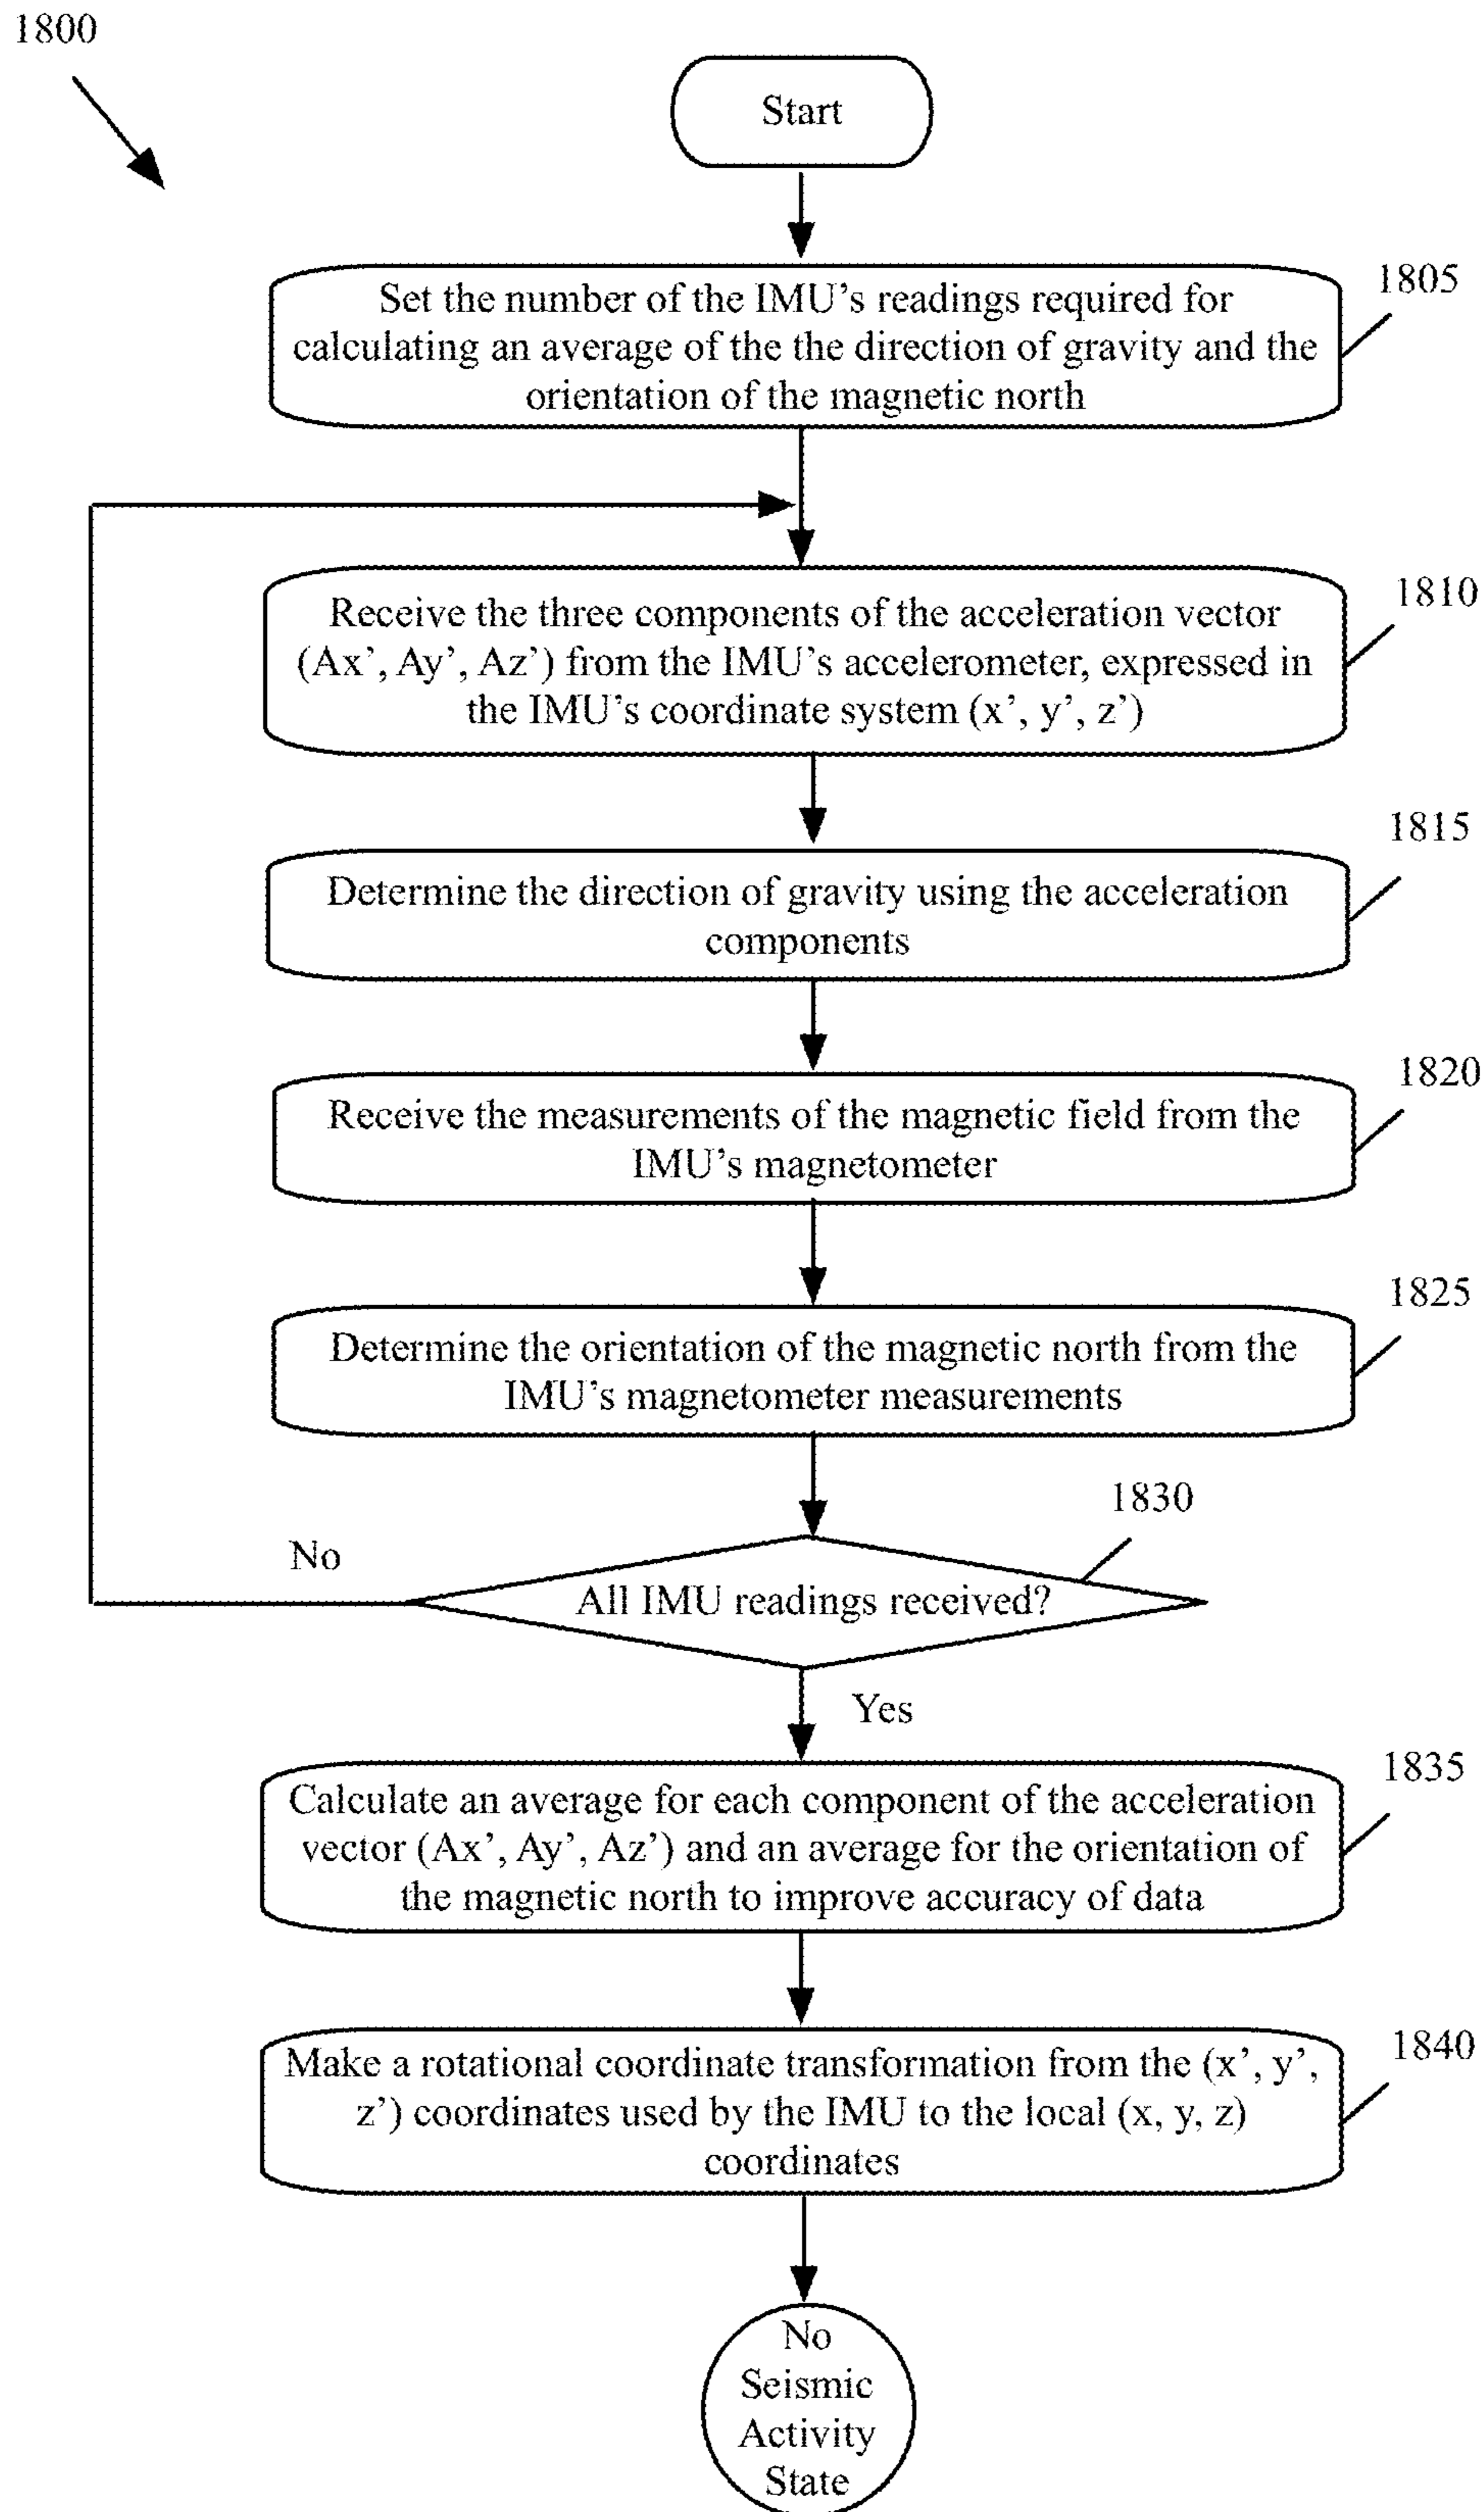 1800
Start
1805
Set the number of the IMU's readings required for
calculating an average of the the direction of gravity and the
orientation of the magnetic north
1810
Receive the three components of the acceleration vector
(Ax', Ay', Az') from the IMU's accelerometer, expressed in
the IMU's coordinate system (x', y', z')
1815
Determine the direction of gravity using the acceleration
components
1820
Receive the measurements of the magnetic field from the
IMU's magnetometer
1825
Determine the orientation of the magnetic north from the
IMU's magnetometer measurements
1830
No
All IMU readings received?
Yes
1835
Calculate an average for each component of the acceleration
vector (Ax', Ay', Az') and an average for the orientation of
the magnetic north to improve accuracy of data
1840
Make a rotational coordinate transformation from the (x', y',
z') coordinates used by the IMU to the local (x, y, z)
coordinates
No
Seismic
Activity
State